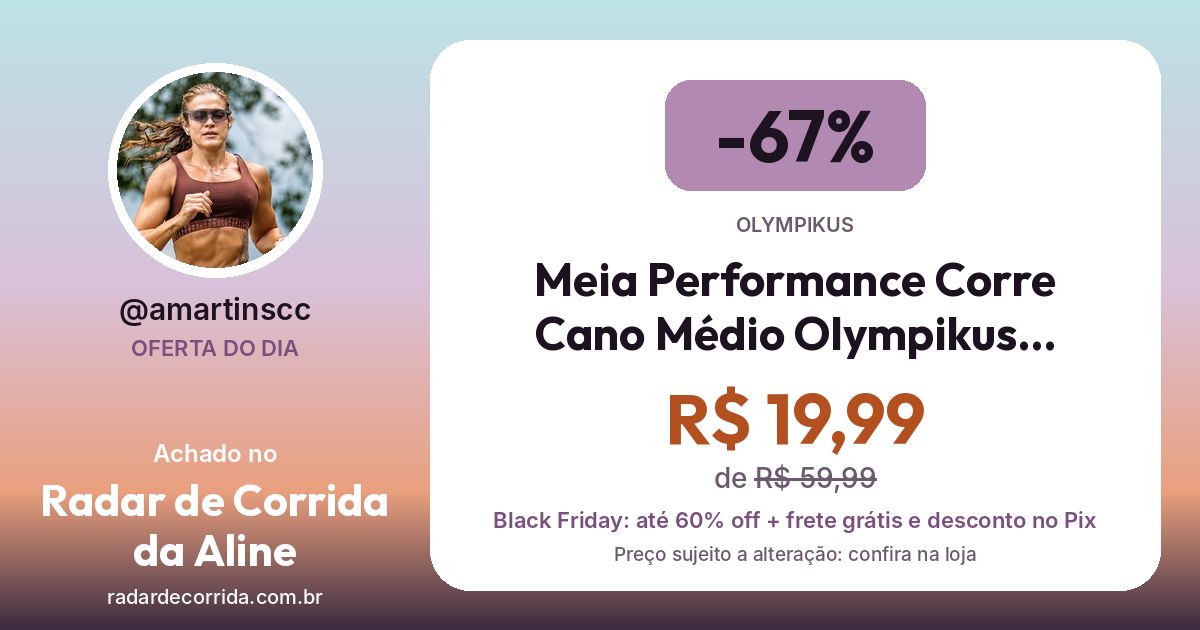 @amartinscc
OFERTA DO DIA
Achado no
Radar de Corrida
da Aline
radardecorrida.com.br
-67%
OLYMPIKUS
Meia Performance Corre
Cano Médio Olympikus...
R$ 19,99
de R$ 59,99
Black Friday: até 60% off + frete grátis e desconto no Pix
Preço sujeito a alteração: confira na loja